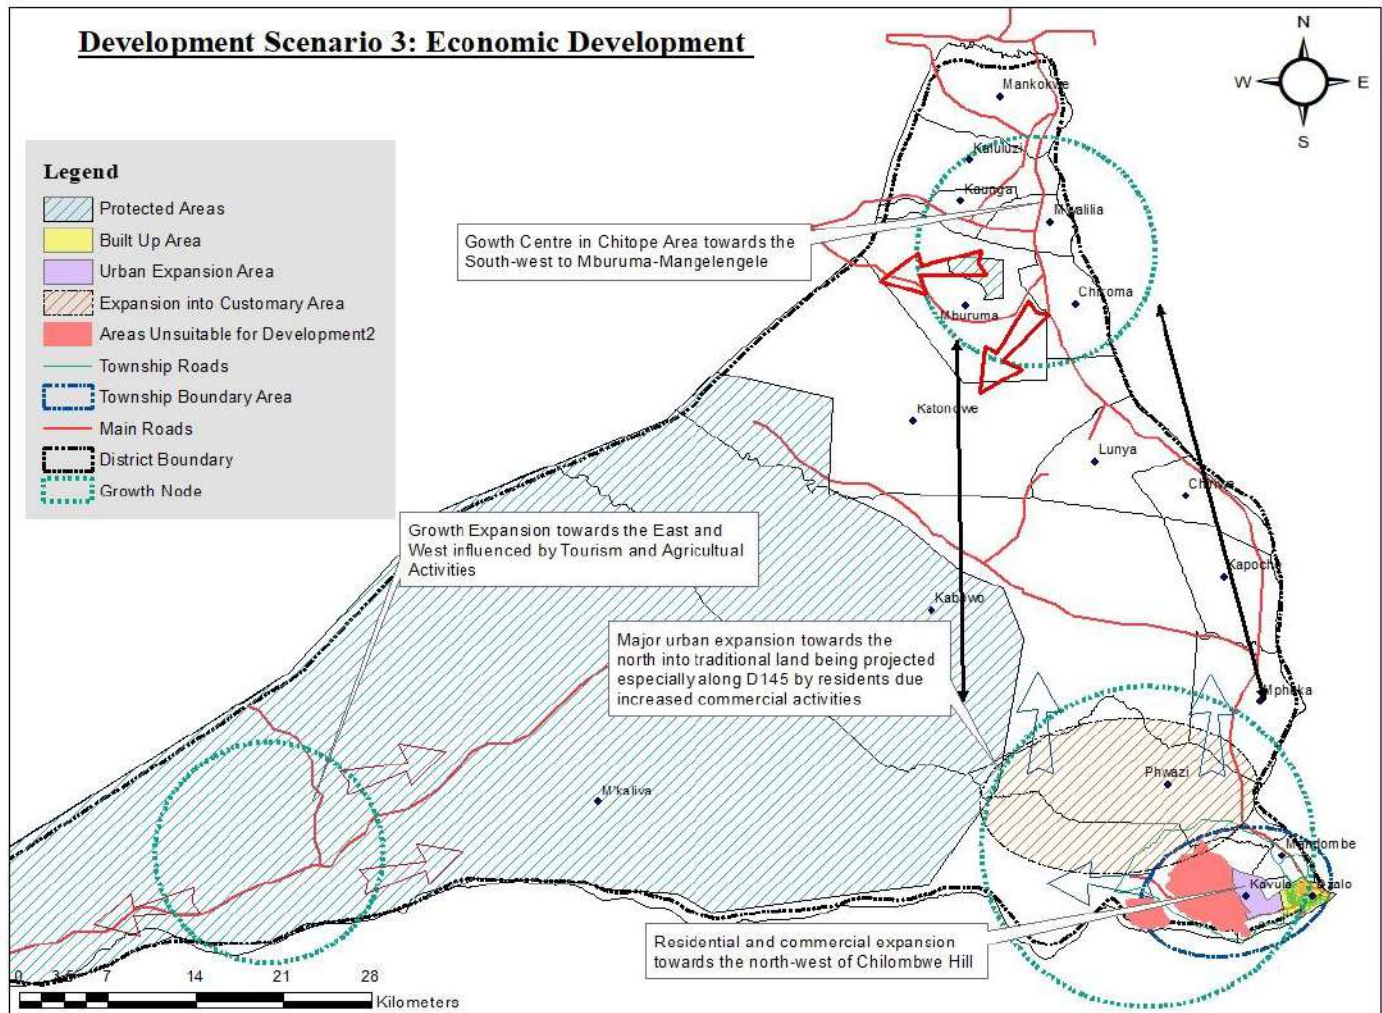 Development Scenario 3: Economic Development
N
W
E
S
Legend
Protected Areas
Built Up Area
Urban Expansion Area
Expansion into Customary Area
Areas Unsuitable for Development2
Township Roads
Township Boundary Area
Main Roads
District Boundary
Growth Node
Mankokwe
Kaluluzi
Kaunga
Mwalilia
Gowth Centre in Chitope Area towards the
South-west to Mburuma-Mangelengele
Mburuma
Katondwe
Lunya
Growth Expansion towards the East and
West influenced by Tourism and Agricultual
Activities
Kapoche
Major urban expansion towards the
north into traditional land being projected
especially along D145 by residents due
increased commercial activities
Mphuka
Phwazi
M'kaliva
Mandombe
Kavula
Residential and commercial expansion
towards the north-west of Chilombwe Hill
0 3.5 7 14 21 28
Kilometers